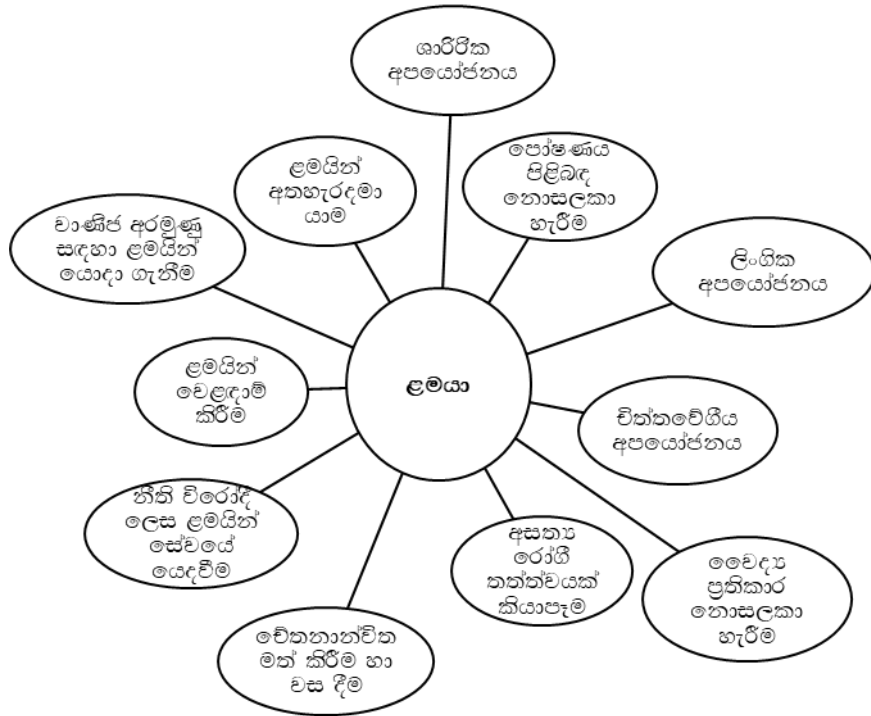 ශාරීරික
අපයෝජනය
ළමයින්
අතහැරදමා
යාම
පෝෂණය
පිළිබඳ
නොසලකා
හැරීම
වාණිජ අරමුණු
සඳහා ළමයින්
යොදා ගැනීම
ලිංගික
අපයෝජනය
ළමයින්
වෙළඳාම්
කිරීම
ළමයා
චිත්තවේගීය
අපයෝජනය
නීති විරෝදී
ලෙස ළමයින්
සේවයේ
යෙදවීම
අසත්‍ය
රෝගී
තත්ත්වයක්
කියාපෑම
වෛද්‍ය
ප්‍රතිකාර
නොසලකා
හැරීම
චේතනාන්විත
මත් කිරීම හා
වස දීම